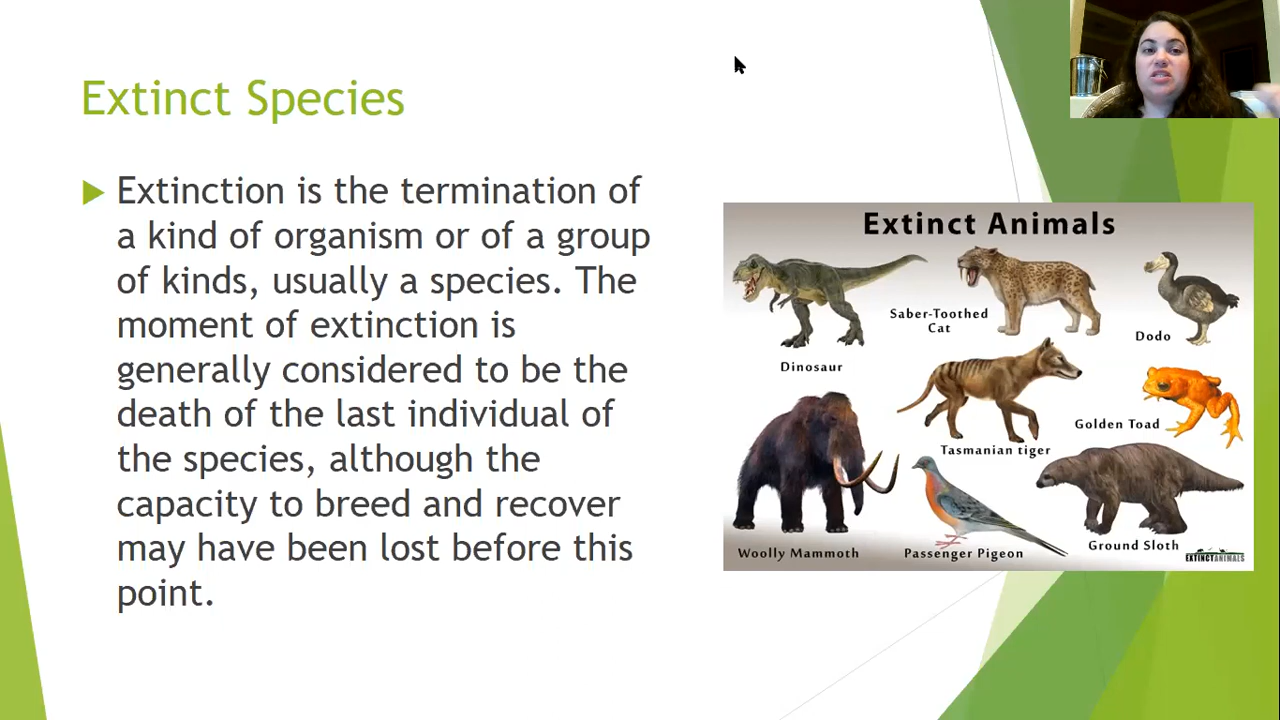 Extinct Species
Extinction is the termination of
a kind of organism or of a group
of kinds, usually a species. The
moment of extinction is
generally considered to be the
death of the last individual of
the species, although the
capacity to breed and recover
may have been lost before this
point.
Extinct Animals
Dinosaur
Saber-Toothed
Cat
Dodo
Tasmanian tiger
Golden Toad
Woolly Mammoth
Passenger Pigeon
Ground Sloth
EXTINCTANIMALS